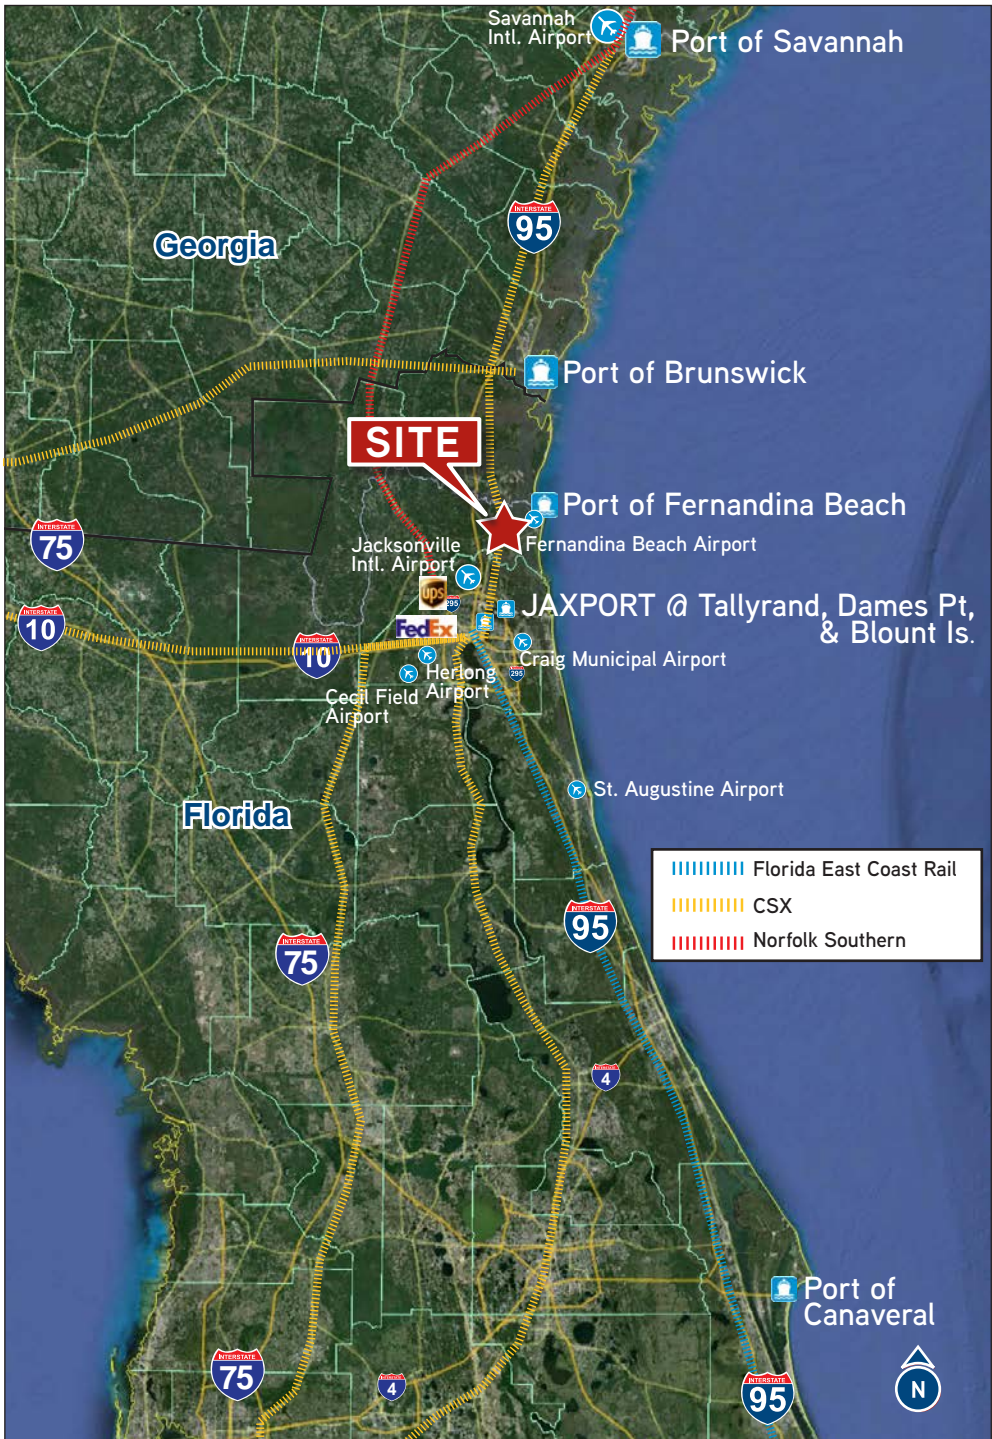 Savannah
Intl. Airport
Port of Savannah
INTERSTATE
95
Georgia
Port of Brunswick
SITE
Port of Fernandina Beach
Fernandina Beach Airport
INTERSTATE
75
Jacksonville
Intl. Airport
ups
295
JAXPORT @ Tallyrand, Dames Pt,
& Blount Is.
INTERSTATE
10
FedEx
INTERSTATE
10
Craig Municipal Airport
295
Herlong
Airport
Cecil Field
Airport
St. Augustine Airport
Florida
Florida East Coast Rail
CSX
Norfolk Southern
INTERSTATE
95
INTERSTATE
75
INTERSTATE
4
Port of
Canaveral
INTERSTATE
75
INTERSTATE
4
INTERSTATE
95
N